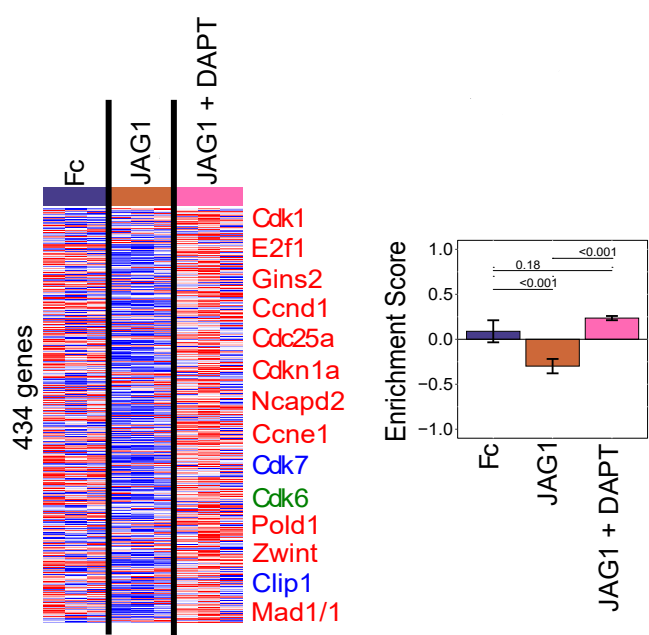 Fc
JAG1
JAG1 + DAPT
434 genes
Cdk1
E2f1
Gins2
Ccnd1
Cdc25a
Cdkn1a
Ncapd2
Ccne1
Cdk7
Cdk6
Pold1
Zwint
Clip1
Mad1/1
Enrichment Score
1.0
0.5
0.0
−0.5
−1.0
<0.001
0.18
<0.001
Fc
JAG1
JAG1 + DAPT